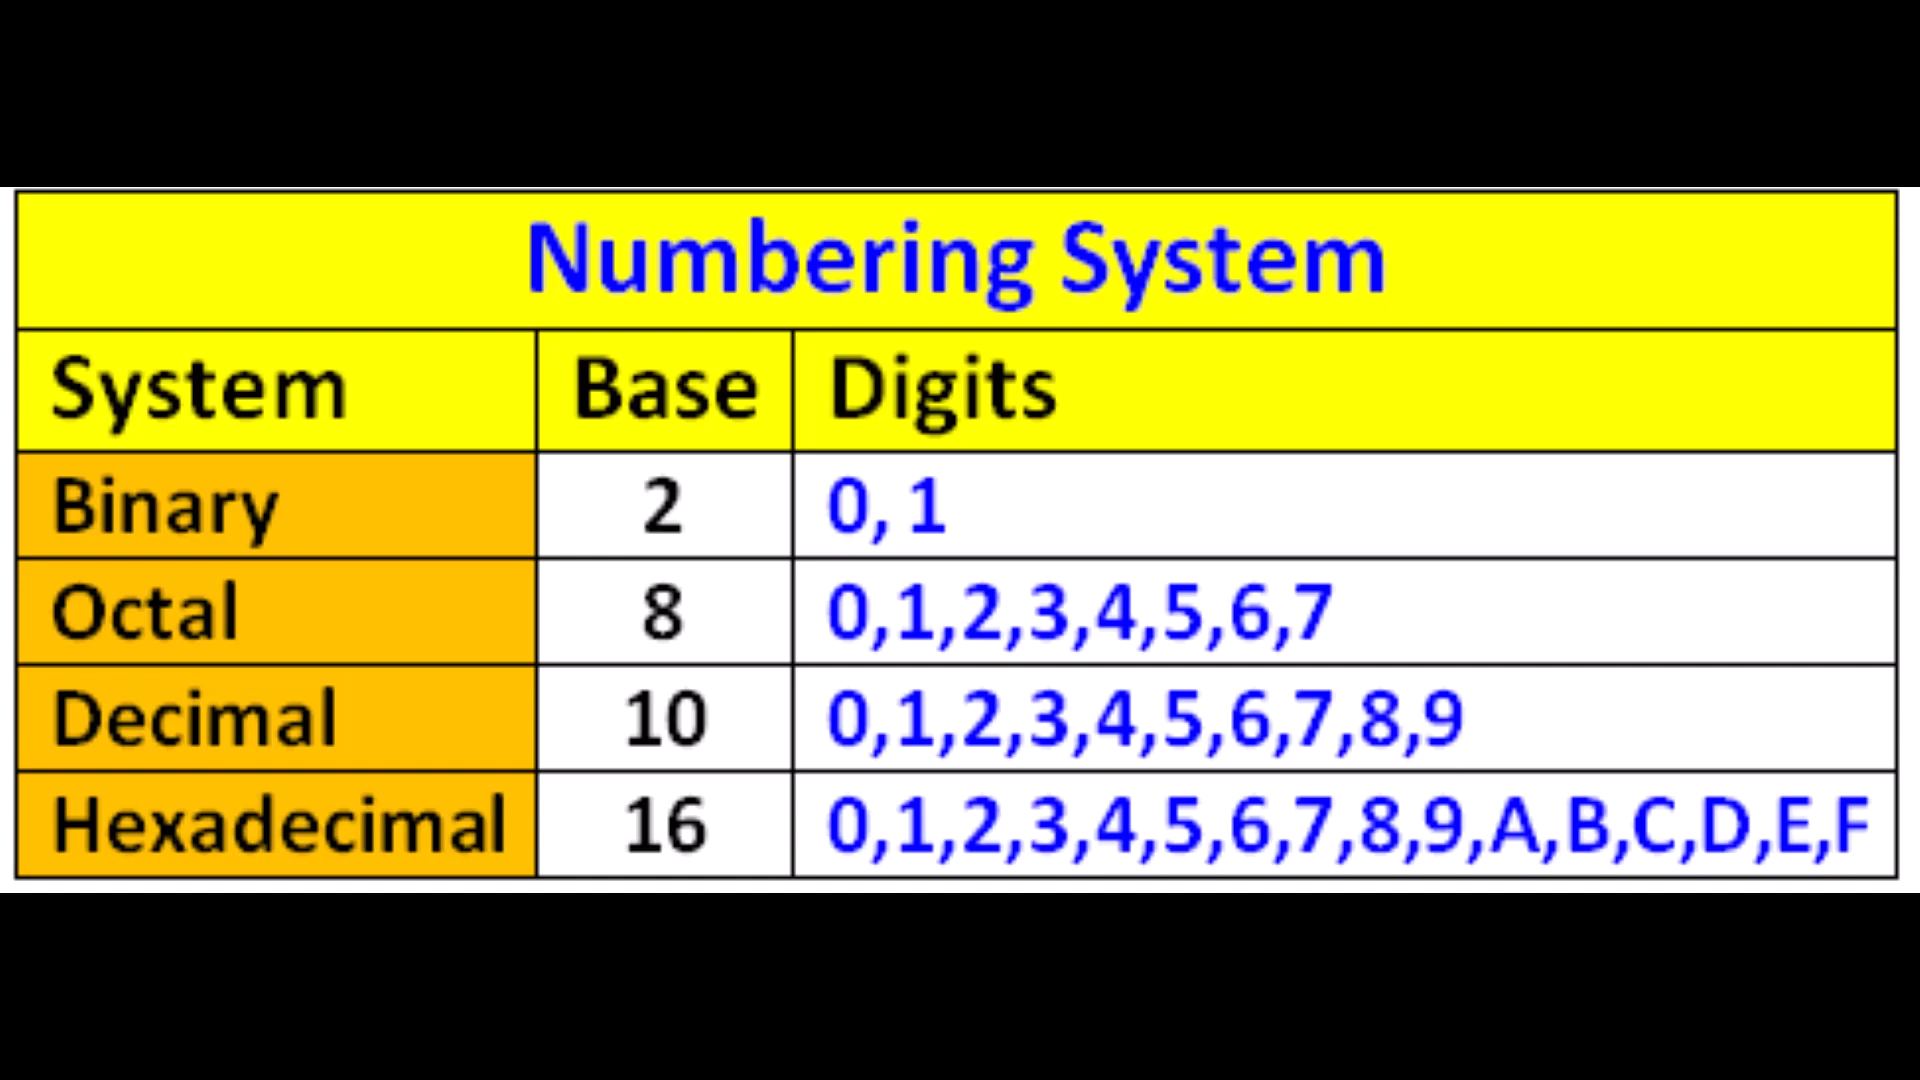 Numbering System
System Base Digits
Binary 2 0, 1
Octal 8 0,1,2,3,4,5,6,7
Decimal 10 0,1,2,3,4,5,6,7,8,9
Hexadecimal 16 0,1,2,3,4,5,6,7,8,9,A,B,C,D,E,F